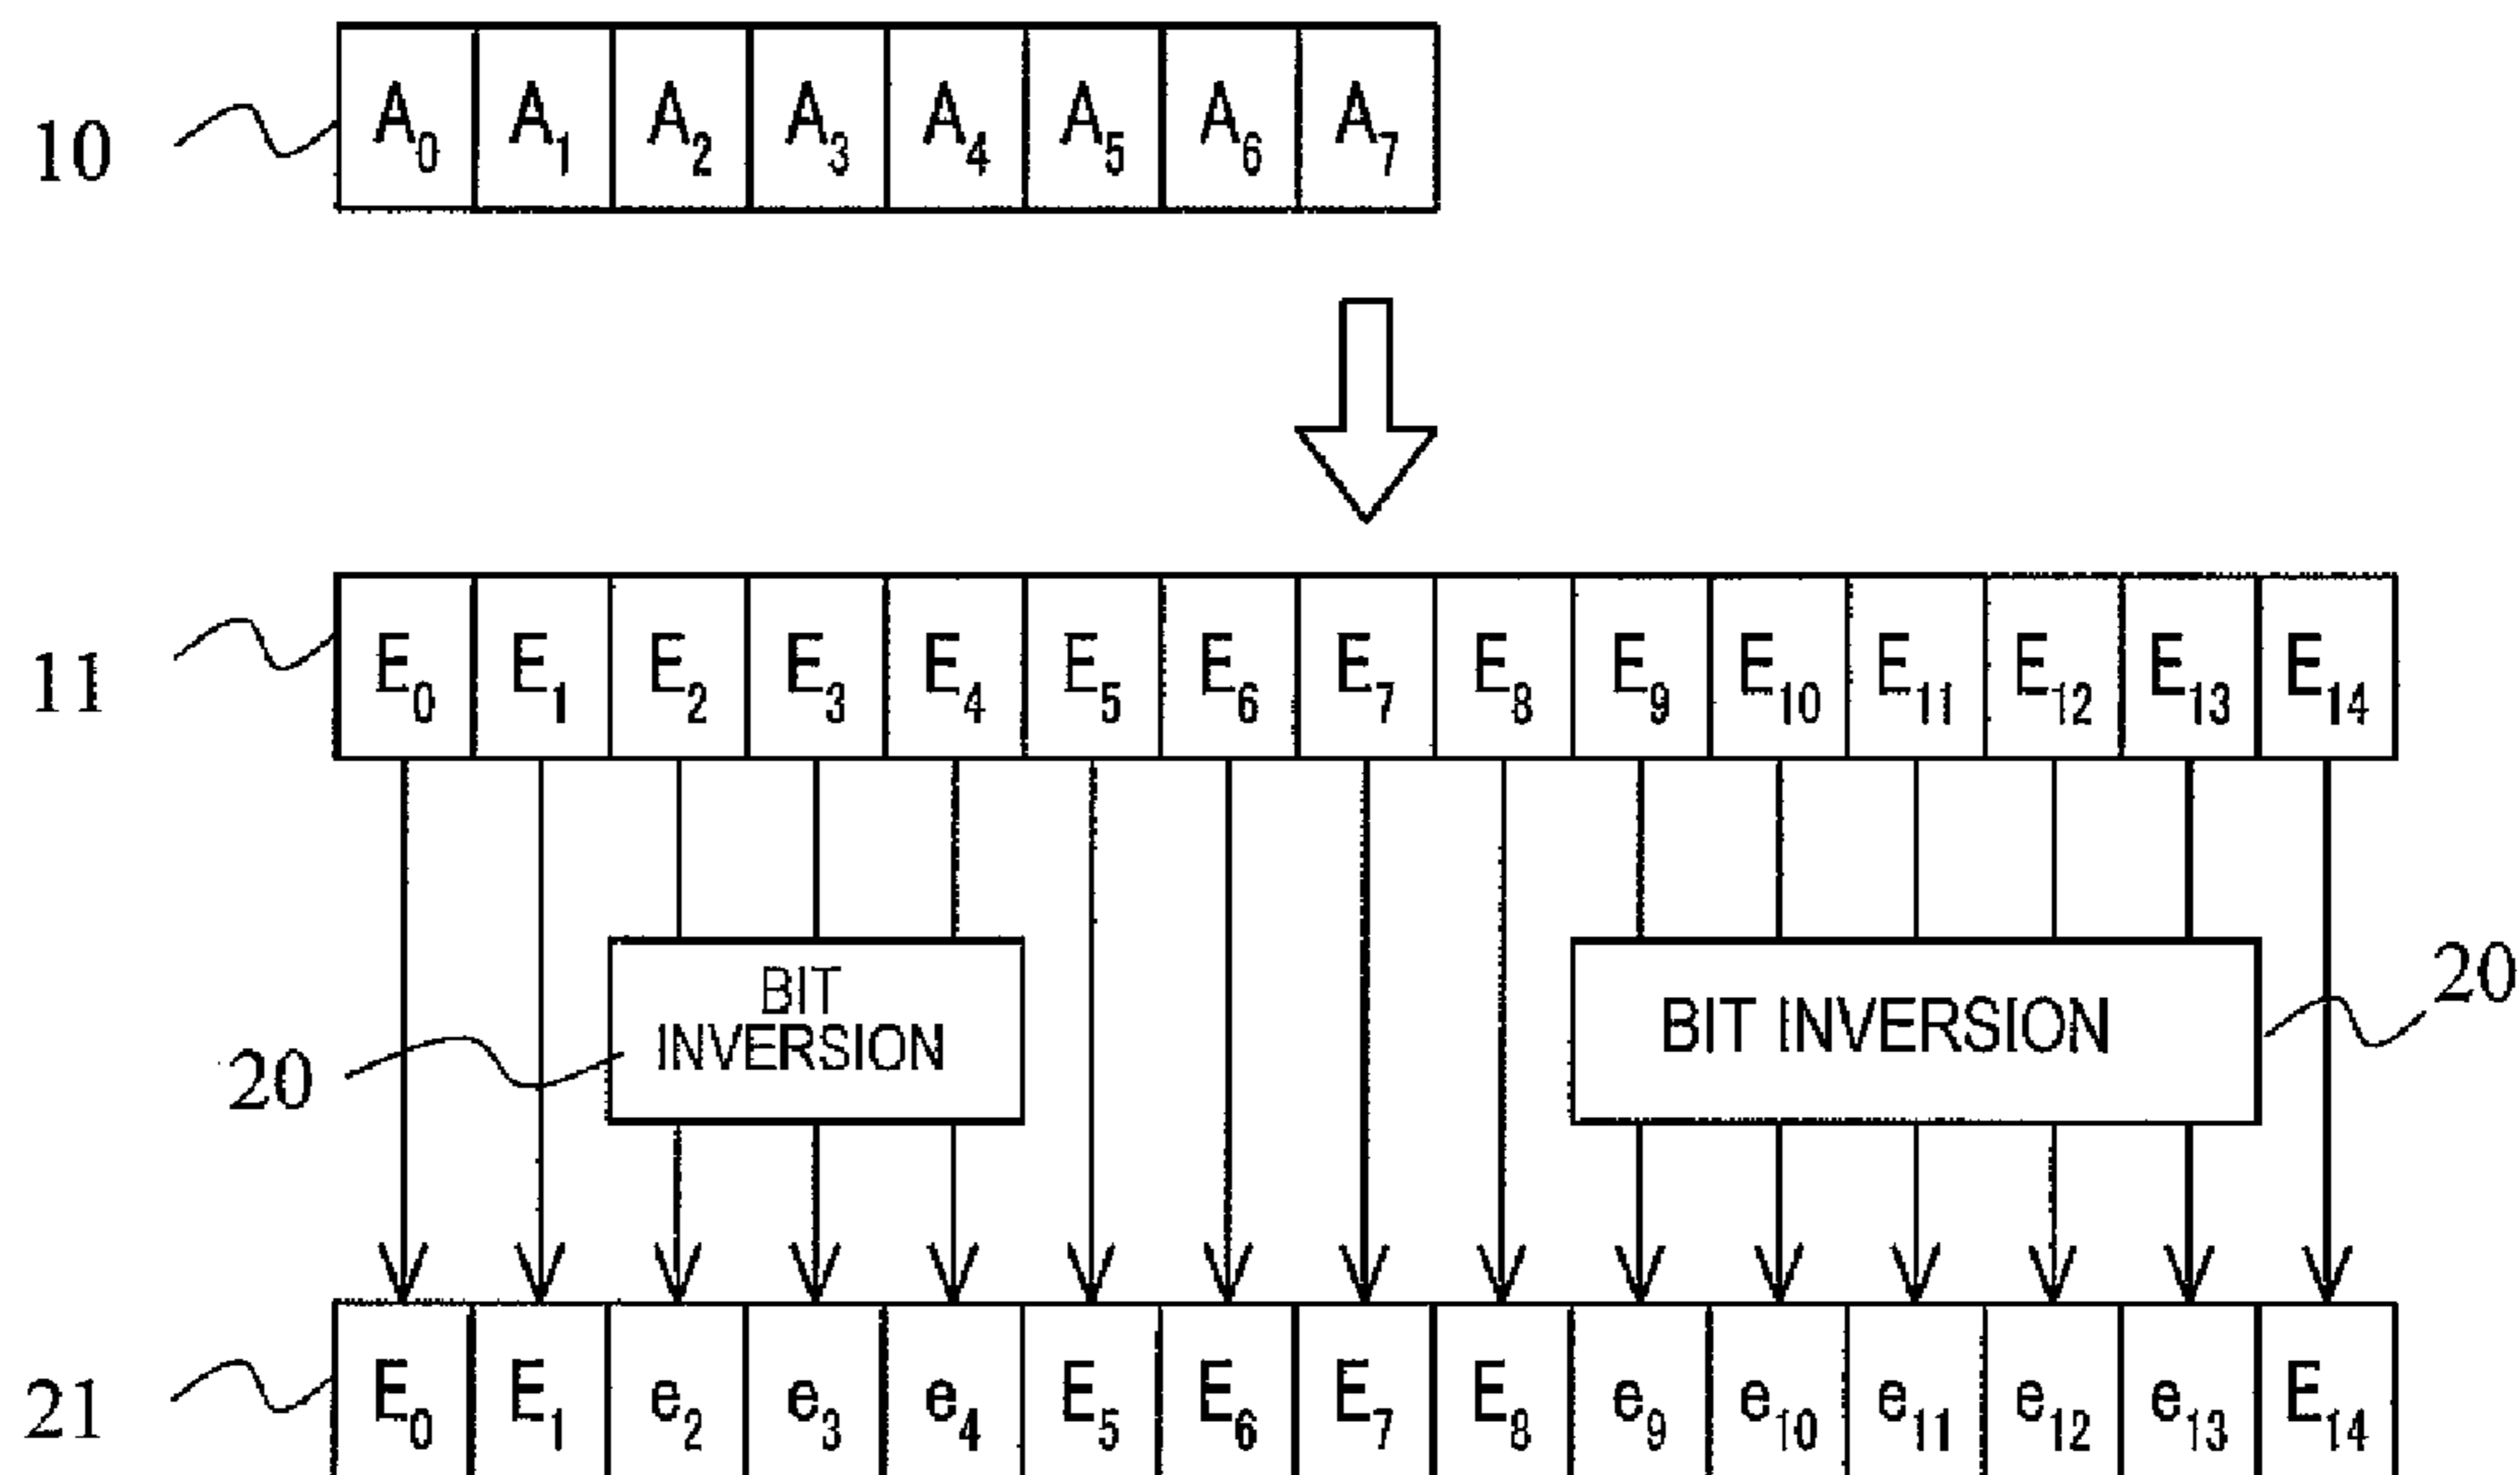 10 A₀ A₁ A₂ A₃ A₄ A₅ A₆ A₇
11 E₀ E₁ E₂ E₃ E₄ E₅ E₆ E₇ E₈ E₉ E₁₀ E₁₁ E₁₂ E₁₃ E₁₄
BIT
INVERSION
20
BIT INVERSION
20
21 E₀ E₁ e₂ e₃ e₄ E₅ E₆ E₇ E₈ e₉ e₁₀ e₁₁ e₁₂ e₁₃ E₁₄